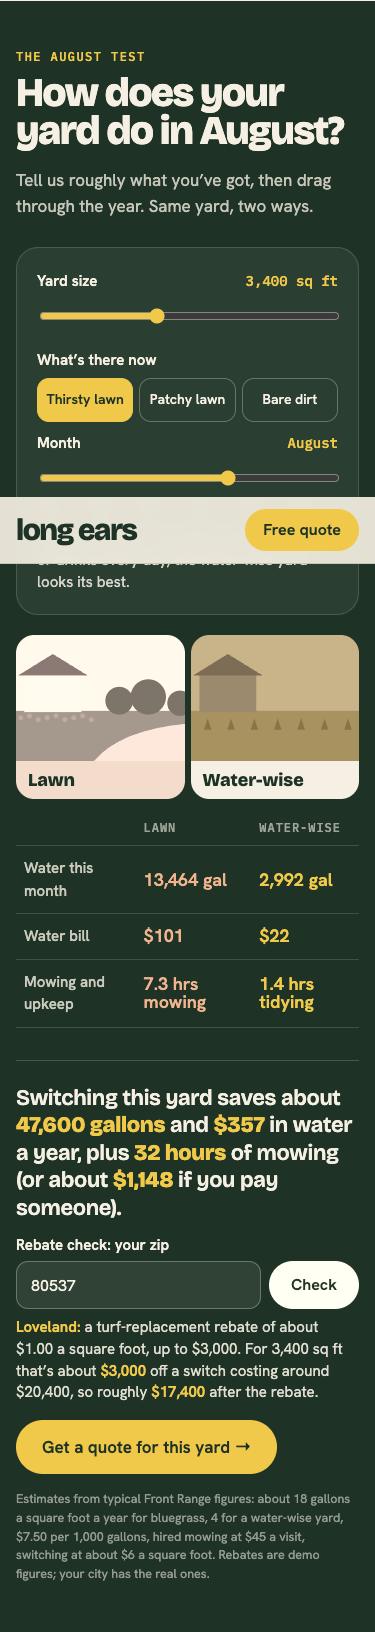 THE AUGUST TEST
How does your
yard do in August?
Tell us roughly what you’ve got, then drag
through the year. Same yard, two ways.
Yard size 3,400 sq ft
What’s there now
Thirsty lawn Patchy lawn Bare dirt
Month August
long ears Free quote
looks its best.
Lawn Water-wise
LAWN WATER-WISE
Water this
month 13,464 gal 2,992 gal
Water bill $101 $22
Mowing and 7.3 hrs 1.4 hrs
upkeep mowing tidying
Switching this yard saves about
47,600 gallons and $357 in water
a year, plus 32 hours of mowing
(or about $1,148 if you pay
someone).
Rebate check: your zip
80537 Check
Loveland: a turf-replacement rebate of about
$1.00 a square foot, up to $3,000. For 3,400 sq ft
that’s about $3,000 off a switch costing around
$20,400, so roughly $17,400 after the rebate.
Get a quote for this yard →
Estimates from typical Front Range figures: about 18 gallons
a square foot a year for bluegrass, 4 for a water-wise yard,
$7.50 per 1,000 gallons, hired mowing at $45 a visit,
switching at about $6 a square foot. Rebates are demo
figures; your city has the real ones.